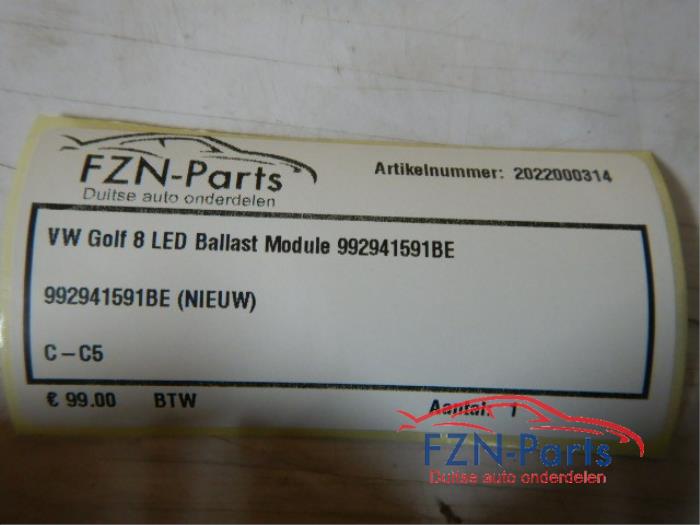 FZN-Parts
Duitse auto onderdelen
Artikelnummer: 2022000314
VW Golf 8 LED Ballast Module 992941591BE
992941591BE (NIEUW)
C-C5
€ 99.00 BTW Aantal: 1
FZN-Parts
Duitse auto onderdelen